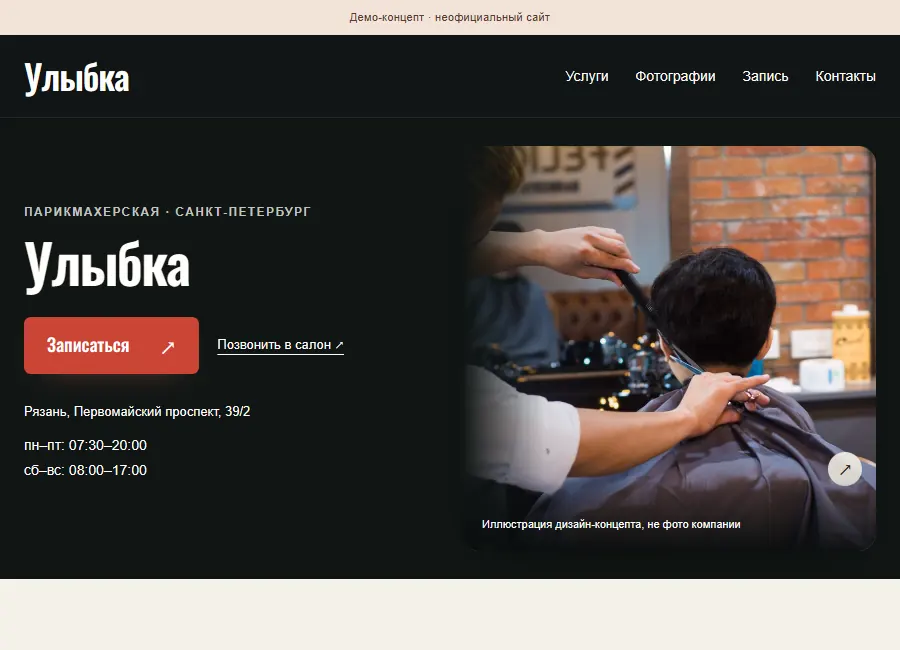 Демо-концепт · неофициальный сайт
Улыбка
Услуги
Фотографии
Запись
Контакты
ПАРИКМАХЕРСКАЯ · САНКТ-ПЕТЕРБУРГ
Улыбка
Записаться ↗
Позвонить в салон ↗
Рязань, Первомайский проспект, 39/2
пн–пт: 07:30–20:00
сб–вс: 08:00–17:00
↗
Иллюстрация дизайн-концепта, не фото компании